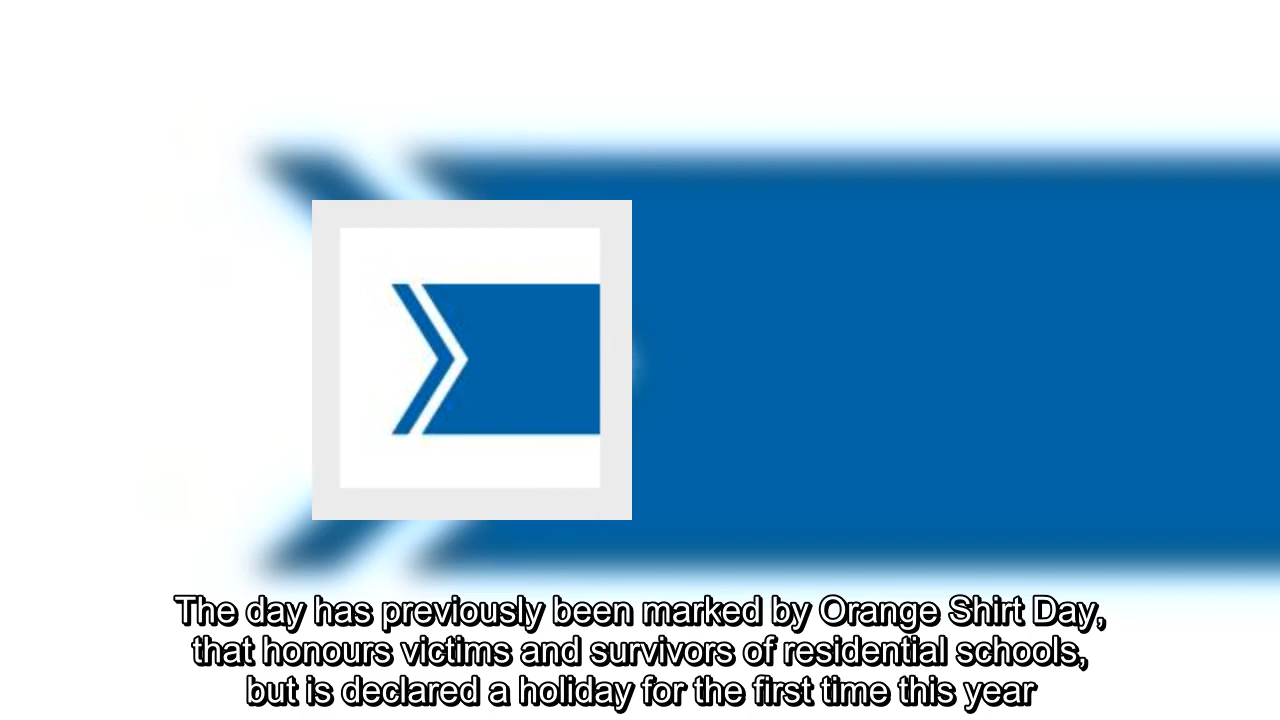 The day has previously been marked by Orange Shirt Day,
that honours victims and survivors of residential schools,
but is declared a holiday for the first time this year